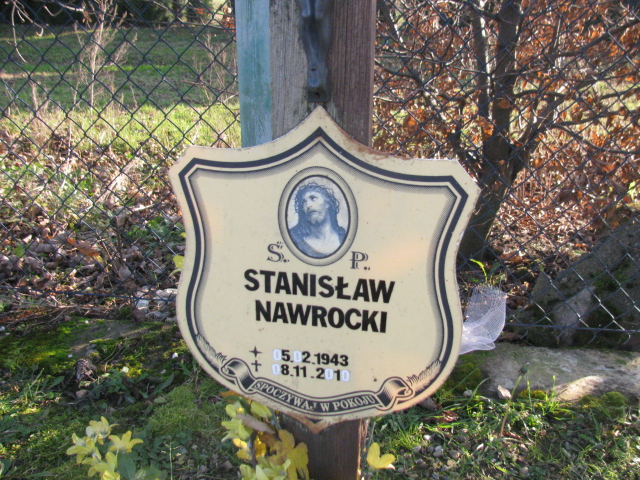 Ś. P.
STANISŁAW
NAWROCKI
05.02.1943
08.11.2010
SPOCZYWAJ W POKOJU